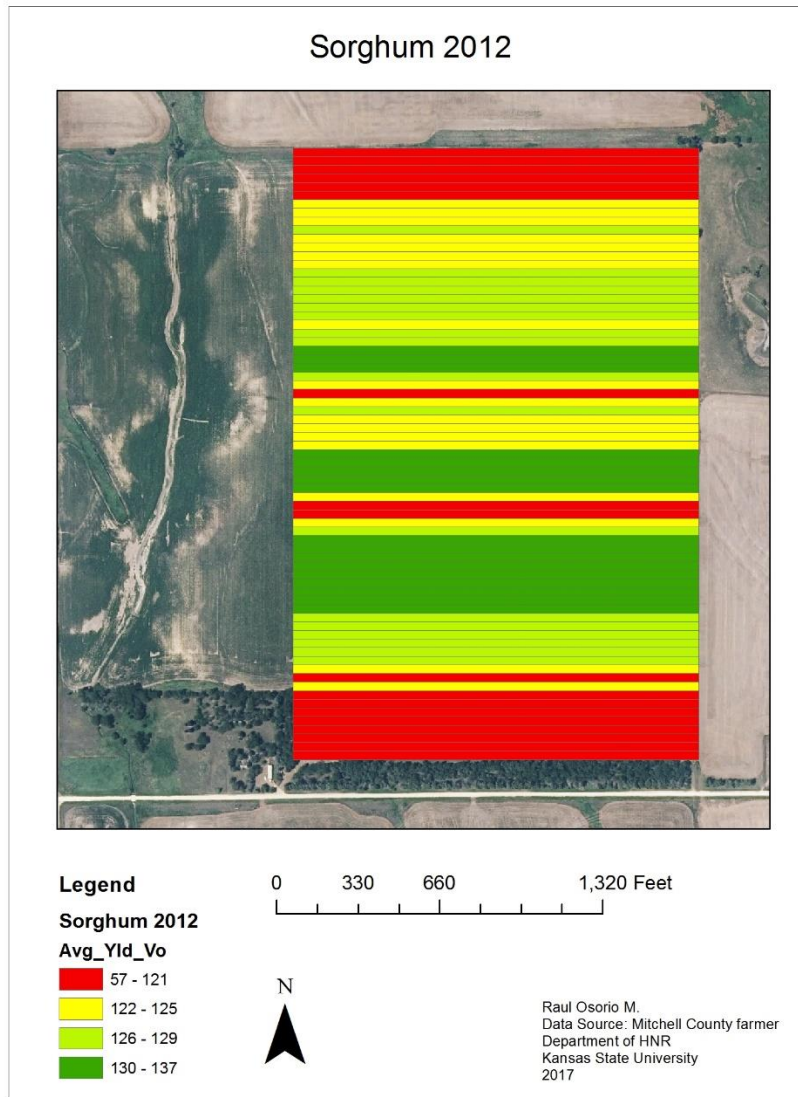 Sorghum 2012
Legend
Sorghum 2012
Avg_Yld_Vo
57 - 121
122 - 125
126 - 129
130 - 137
0 330 660 1,320 Feet
N
Raul Osorio M.
Data Source: Mitchell County farmer
Department of HNR
Kansas State University
2017